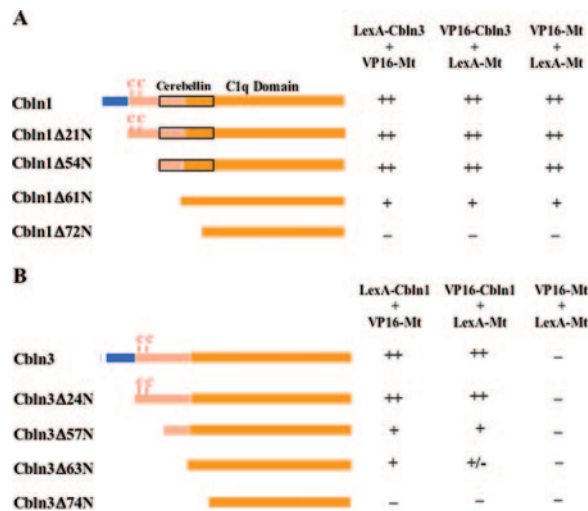 A
LexA-Cbln3 VP16-Cbln3 VP16-Mt
+ + +
VP16-Mt LexA-Mt LexA-Mt
C C
Cerebellin C1q Domain
Cbln1 ++ ++ ++
C C
Cbln1Δ21N ++ ++ ++
Cbln1Δ54N ++ ++ ++
Cbln1Δ61N + + +
Cbln1Δ72N – – –
B
LexA-Cbln1 VP16-Cbln1 VP16-Mt
+ + +
VP16-Mt LexA-Mt LexA-Mt
C C
Cbln3 ++ ++ –
C C
Cbln3Δ24N ++ ++ –
Cbln3Δ57N + + –
Cbln3Δ63N + +/- –
Cbln3Δ74N – – –